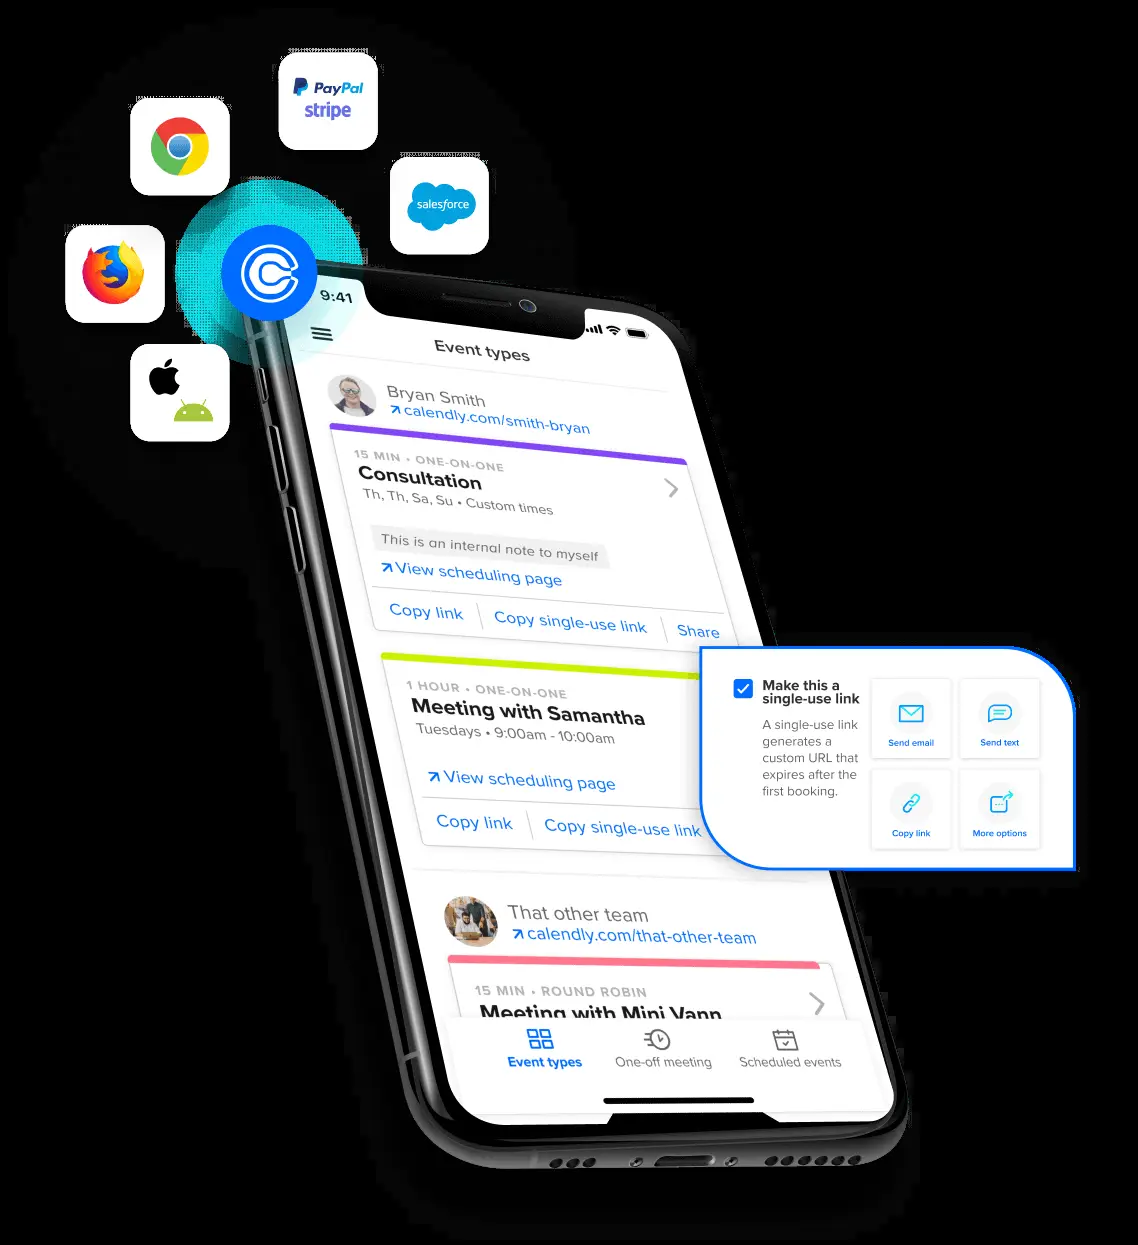 PayPal
stripe
salesforce
9:41
Event types
Bryan Smith
calendly.com/smith-bryan
15 MIN • ONE-ON-ONE
Consultation
Th, Th, Sa, Su • Custom times
This is an internal note to myself
View scheduling page
Copy link
Copy single-use link
Share
1 HOUR • ONE-ON-ONE
Meeting with Samantha
Tuesdays • 9:00am - 10:00am
View scheduling page
Copy link
Copy single-use link
Make this a
single-use link
A single-use link
generates a
custom URL that
expires after the
first booking.
Send email
Send text
Copy link
More options
That other team
calendly.com/that-other-team
15 MIN • ROUND ROBIN
Meeting with Mini Vann
Event types
One-off meeting
Scheduled events